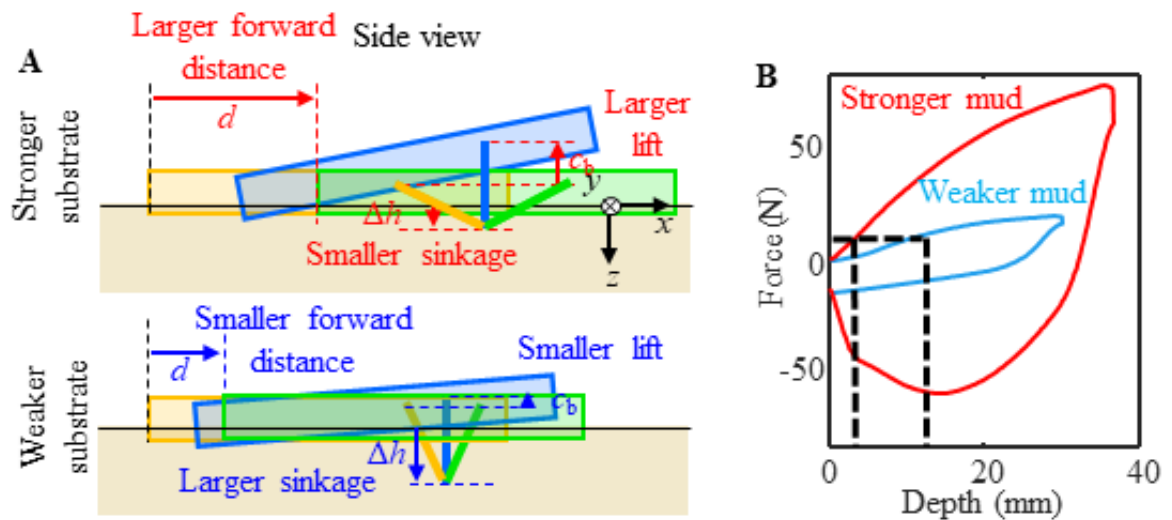 A
Side view
Larger forward
distance
d
Larger
lift
c_b
y
x
z
Δh
Smaller sinkage
Stronger
substrate
Smaller forward
distance
d
Smaller lift
c_b
Δh
Larger sinkage
Weaker
substrate
B
Stronger mud
Weaker mud
Force (N)
50
0
-50
0
20
40
Depth (mm)